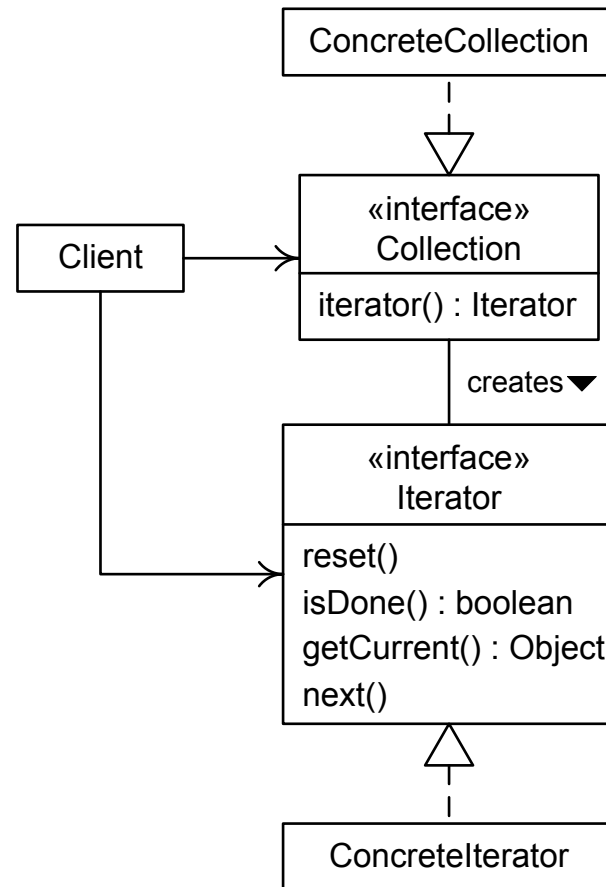 ConcreteCollection
«interface»
Collection
iterator() : Iterator
Client
creates
«interface»
Iterator
reset()
isDone() : boolean
getCurrent() : Object
next()
ConcreteIterator